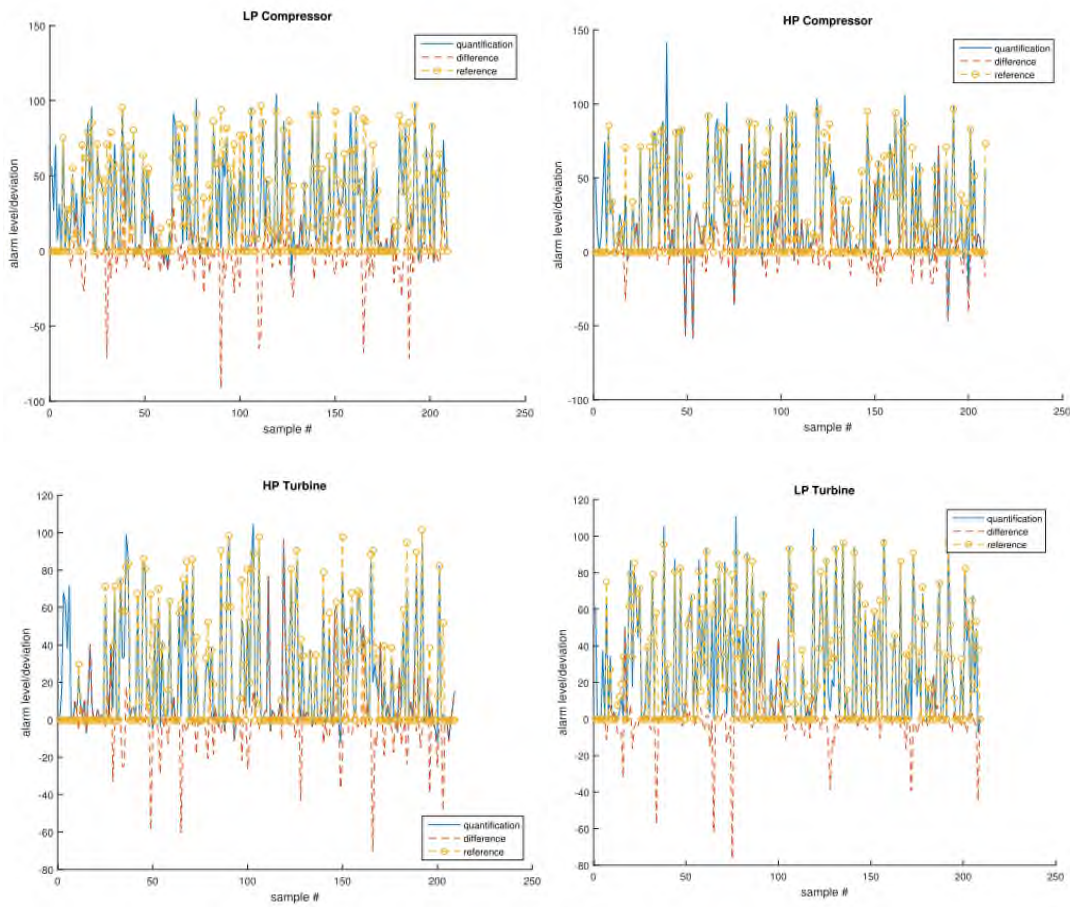 LP Compressor
150
100
50
0
-50
-100
0
50
100
150
200
250
alarm level/deviation
sample #
quantification
difference
reference
HP Compressor
150
100
50
0
-50
-100
0
50
100
150
200
250
alarm level/deviation
sample #
quantification
difference
reference
HP Turbine
120
100
80
60
40
20
0
-20
-40
-60
-80
0
50
100
150
200
250
alarm level/deviation
sample #
quantification
difference
reference
LP Turbine
120
100
80
60
40
20
0
-20
-40
-60
-80
0
50
100
150
200
250
alarm level/deviation
sample #
quantification
difference
reference